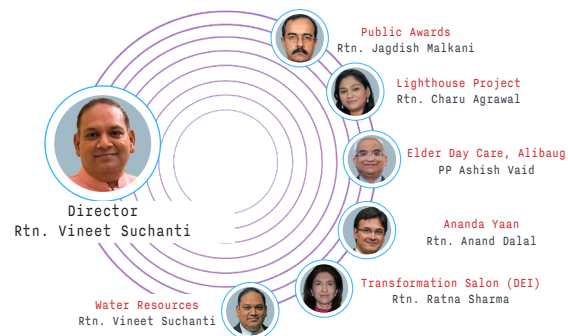 Public Awards
Rtn. Jagdish Malkani
Lighthouse Project
Rtn. Charu Agrawal
Elder Day Care, Alibaug
PP Ashish Vaid
Director
Rtn. Vineet Suchanti
Ananda Yaan
Rtn. Anand Dalal
Transformation Salon (DEI)
Rtn. Ratna Sharma
Water Resources
Rtn. Vineet Suchanti